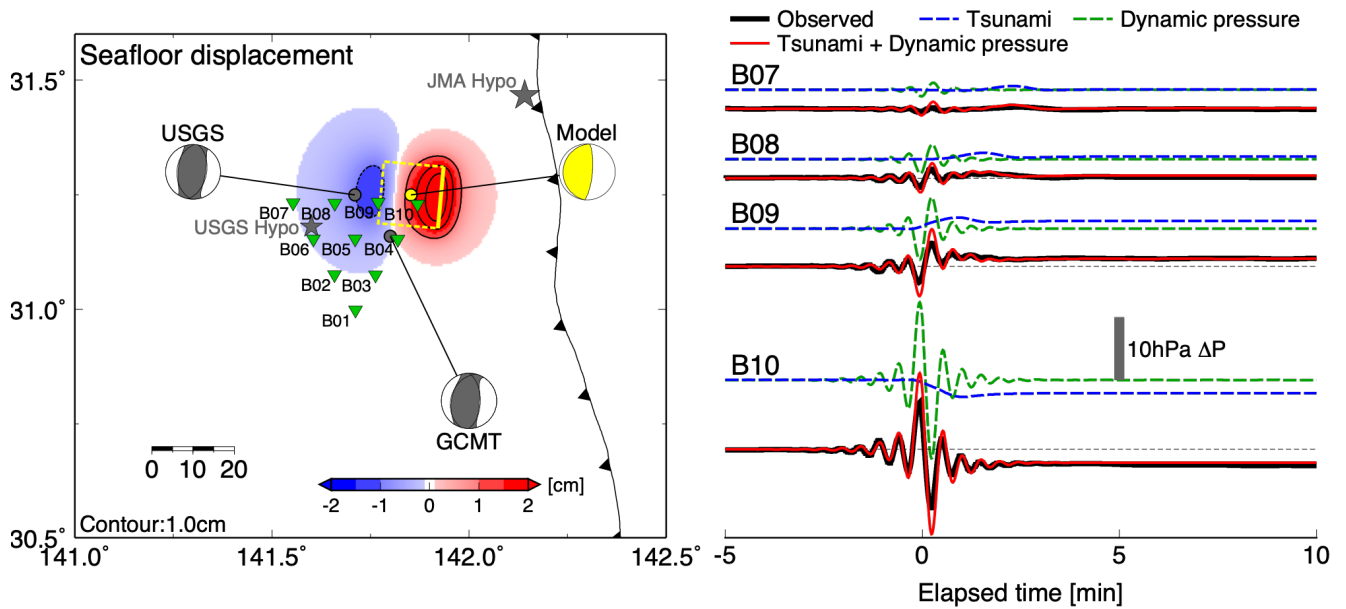 Seafloor displacement
JMA Hypo
USGS
Model
B07 B08 B09 B10
USGS Hypo
B06 B05 B04
B02 B03
B01
GCMT
0 10 20
-2 -1 0 1 2 [cm]
Contour:1.0cm
31.5°
31.0°
30.5°
141.0° 141.5° 142.0° 142.5°
Observed Tsunami Dynamic pressure
Tsunami + Dynamic pressure
B07
B08
B09
B10
10hPa ΔP
-5 0 5 10
Elapsed time [min]